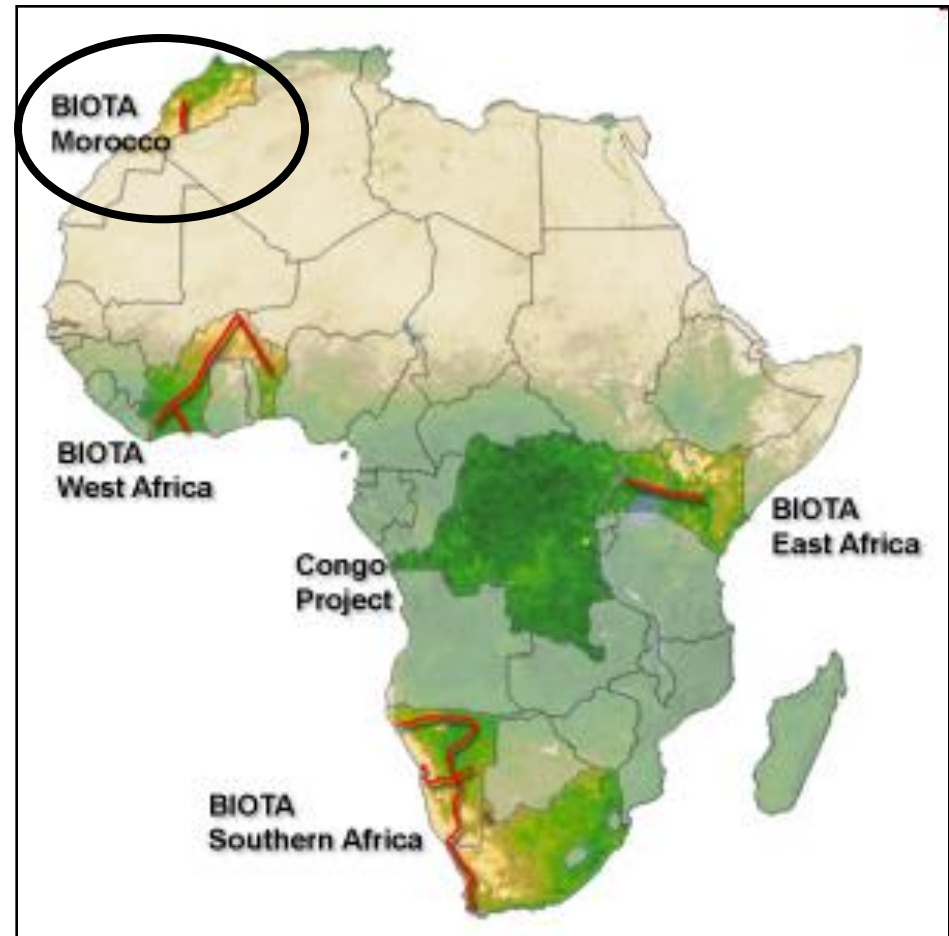 BIOTA
Morocco
BIOTA
West Africa
BIOTA
East Africa
Congo
Project
BIOTA
Southern Africa